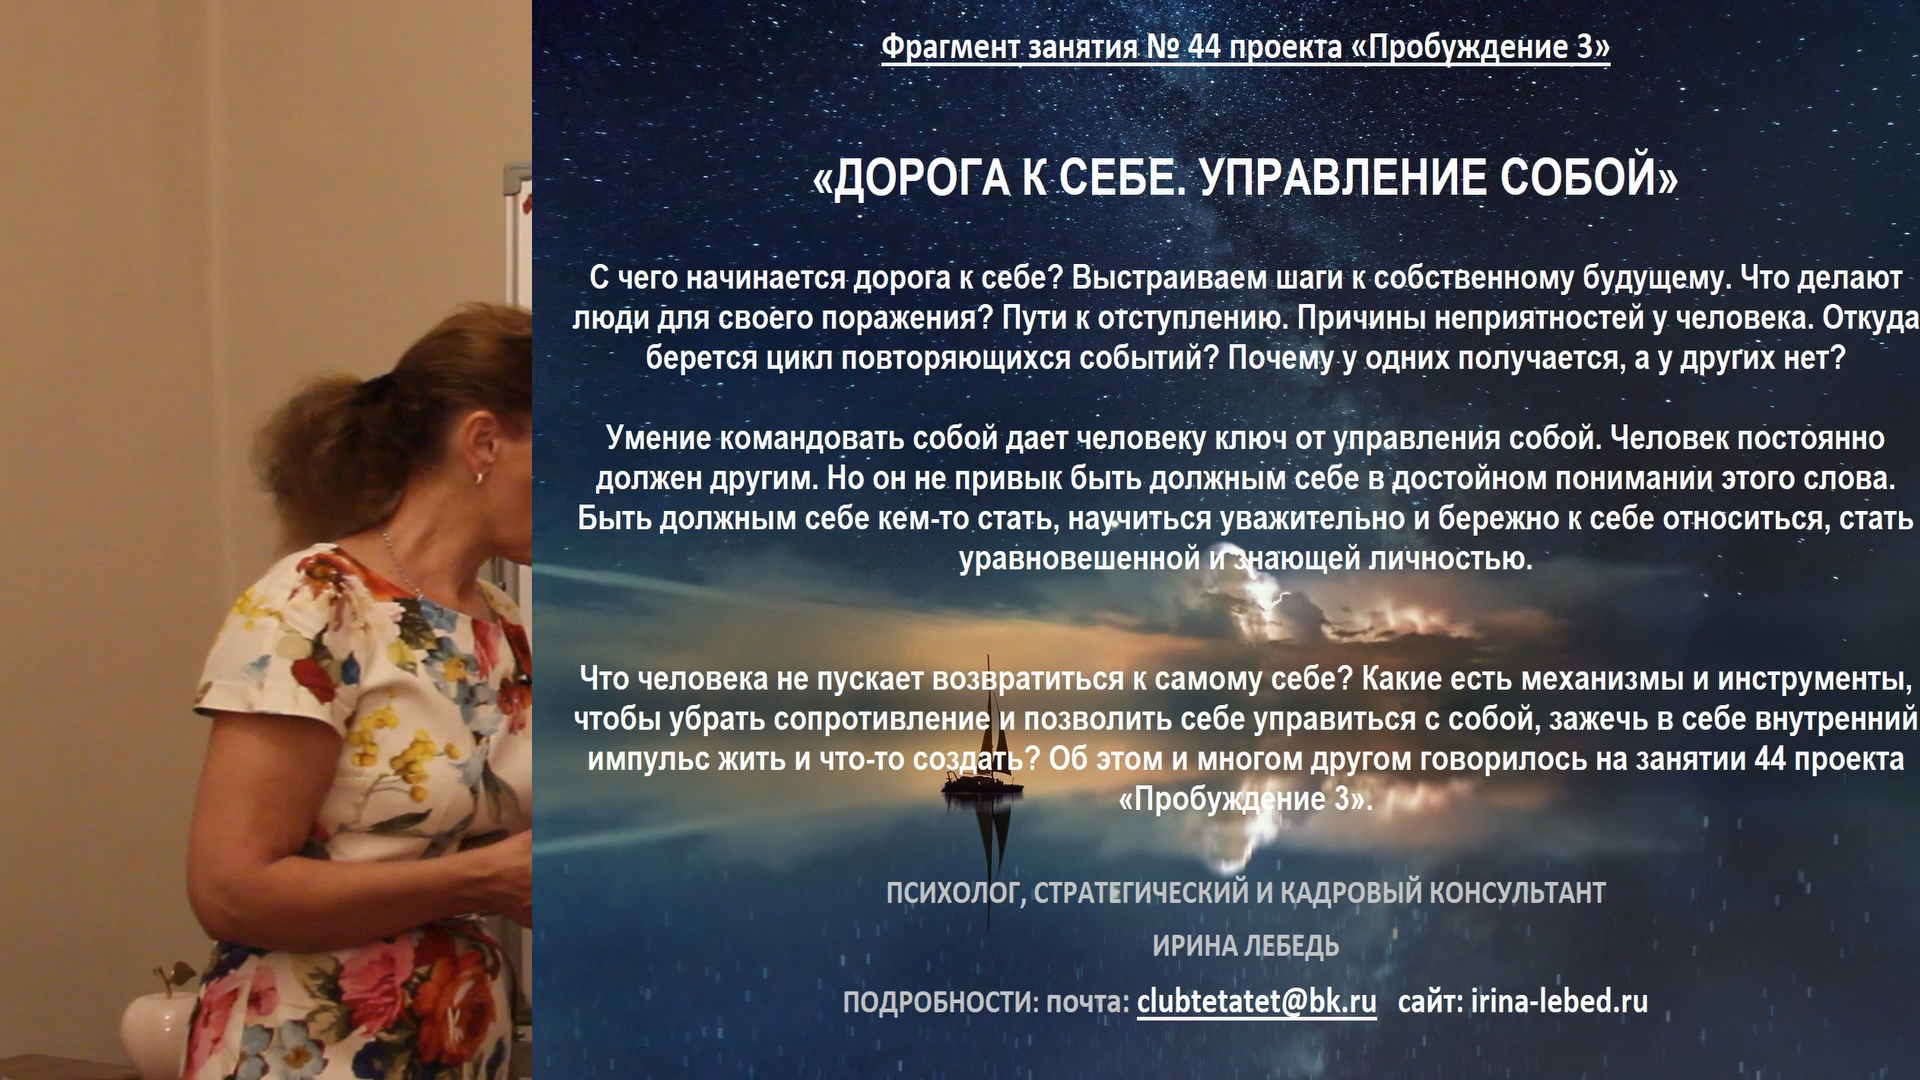 Фрагмент занятия № 44 проекта «Пробуждение 3»
«ДОРОГА К СЕБЕ. УПРАВЛЕНИЕ СОБОЙ»
С чего начинается дорога к себе? Выстраиваем шаги к собственному будущему. Что делают
люди для своего поражения? Пути к отступлению. Причины неприятностей у человека. Откуда
берется цикл повторяющихся событий? Почему у одних получается, а у других нет?
Умение командовать собой дает человеку ключ от управления собой. Человек постоянно
должен другим. Но он не привык быть должным себе в достойном понимании этого слова.
Быть должным себе кем-то стать, научиться уважительно и бережно к себе относиться, стать
уравновешенной и знающей личностью.
Что человека не пускает возвратиться к самому себе? Какие есть механизмы и инструменты,
чтобы убрать сопротивление и позволить себе управиться с собой, зажечь в себе внутренний
импульс жить и что-то создать? Об этом и многом другом говорилось на занятии 44 проекта
«Пробуждение 3».
ПСИХОЛОГ, СТРАТЕГИЧЕСКИЙ И КАДРОВЫЙ КОНСУЛЬТАНТ
ИРИНА ЛЕБЕДЬ
ПОДРОБНОСТИ: почта: clubtetatet@bk.ru сайт: irina-lebed.ru